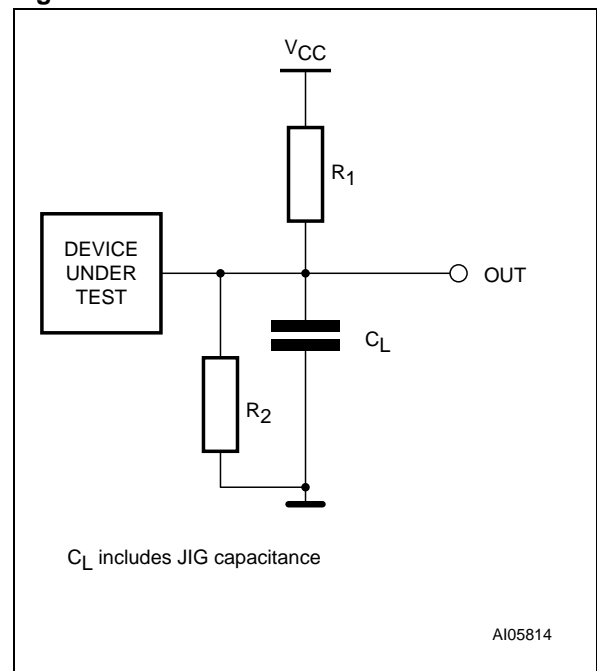 VCC
R1
DEVICE
UNDER
TEST
OUT
CL
R2
CL includes JIG capacitance
AI05814